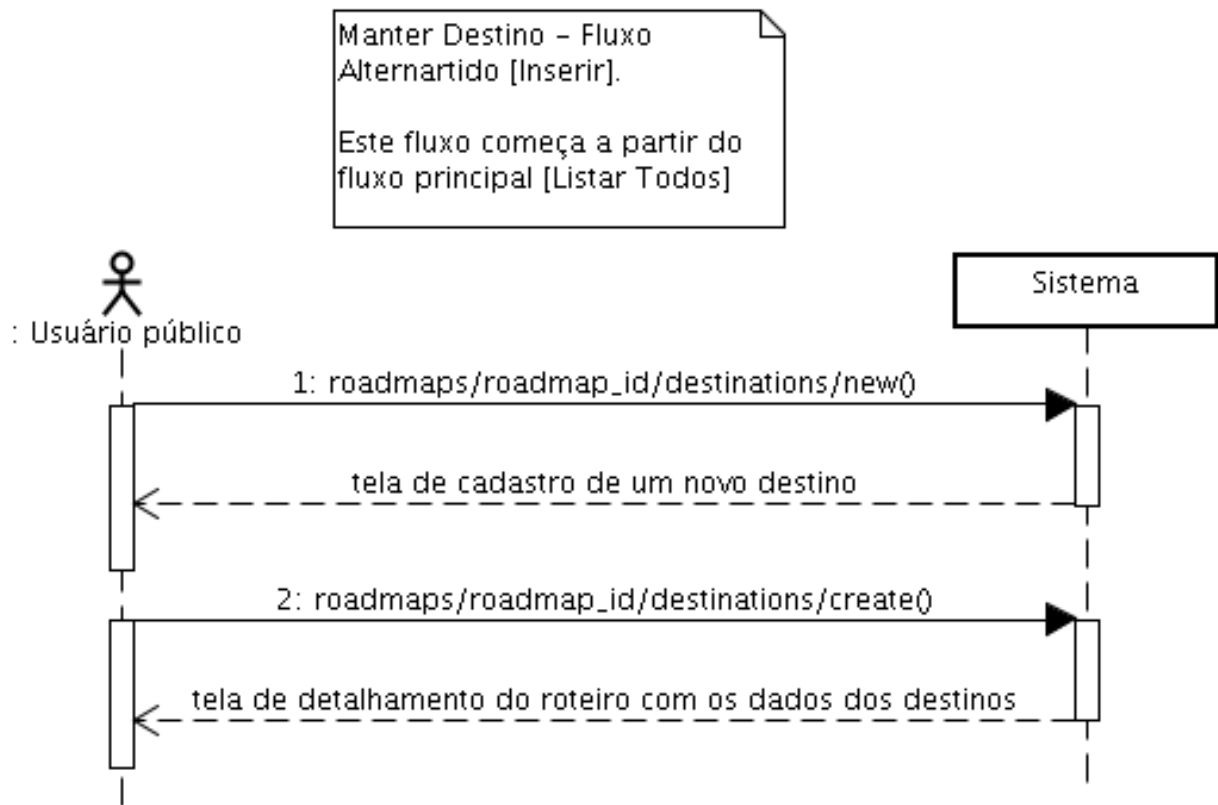 Manter Destino – Fluxo
Alternartido [Inserir].
Este fluxo começa a partir do
fluxo principal [Listar Todos]
Sistema
: Usuário público
1: roadmaps/roadmap_id/destinations/new()
tela de cadastro de um novo destino
2: roadmaps/roadmap_id/destinations/create()
tela de detalhamento do roteiro com os dados dos destinos